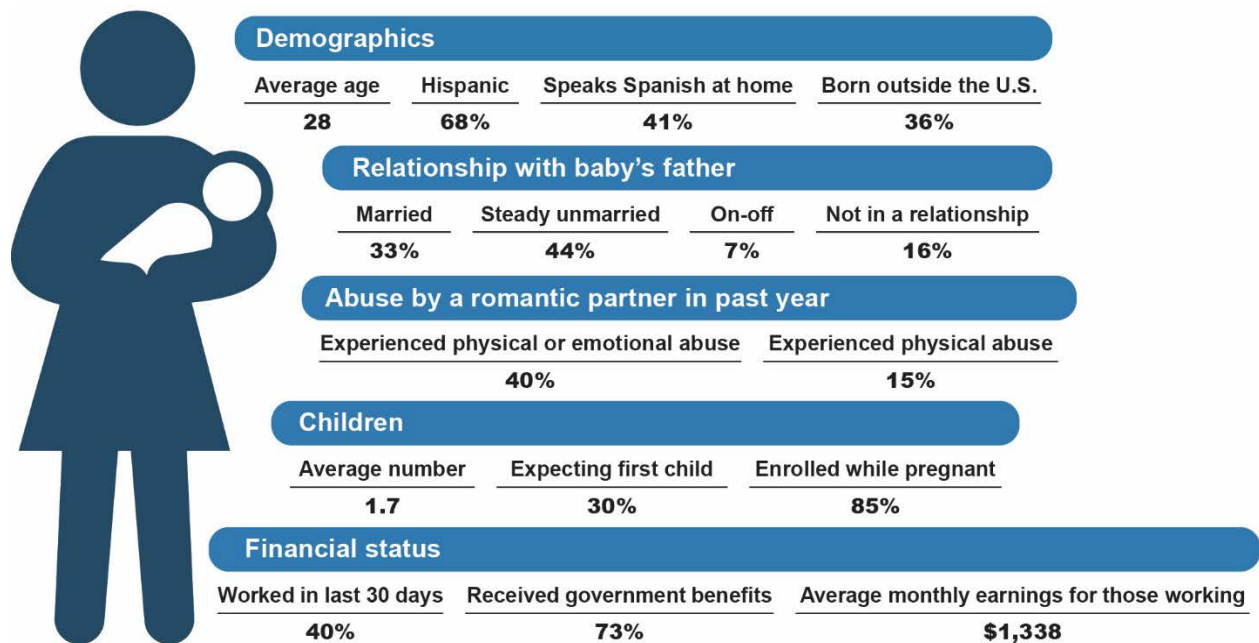 Demographics
Average age Hispanic Speaks Spanish at home Born outside the U.S.
28 68% 41% 36%
Relationship with baby’s father
Married Steady unmarried On-off Not in a relationship
33% 44% 7% 16%
Abuse by a romantic partner in past year
Experienced physical or emotional abuse Experienced physical abuse
40% 15%
Children
Average number Expecting first child Enrolled while pregnant
1.7 30% 85%
Financial status
Worked in last 30 days Received government benefits Average monthly earnings for those working
40% 73% $1,338